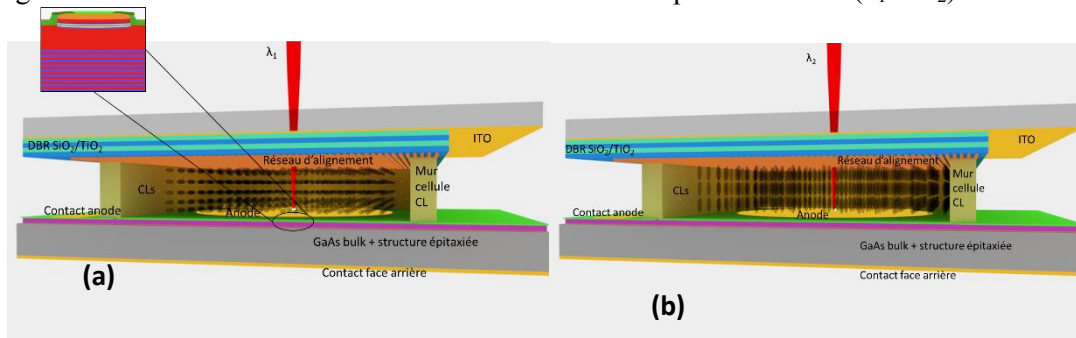 λ₁
ITO
DBR SiO₂/TiO₂
Réseau d'alignement
CLs
Mur
cellule
CL
Contact anode
Anode
GaAs bulk + structure épitaxiée
Contact face arrière
(a)
λ₂
ITO
DBR SiO₂/TiO₂
Réseau d'alignement
CLs
Mur
cellule
CL
Contact anode
Anode
GaAs bulk + structure épitaxiée
Contact face arrière
(b)